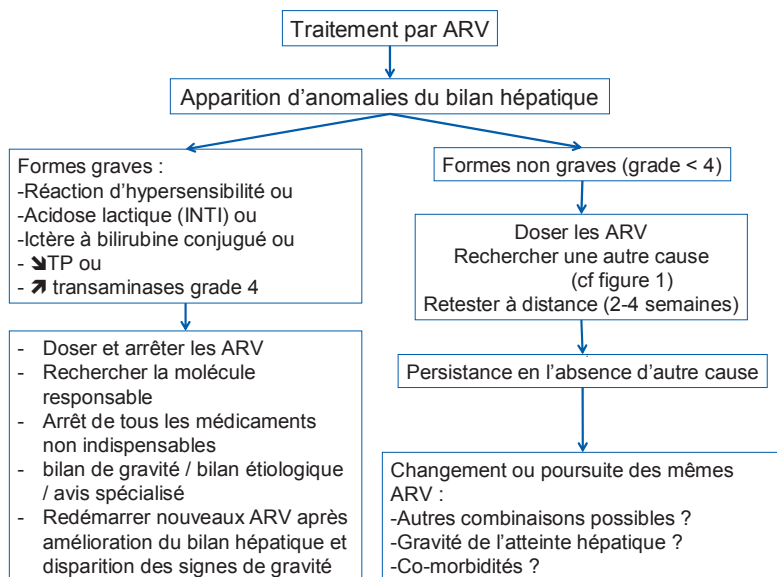 Traitement par ARV
Apparition d'anomalies du bilan hépatique
Formes graves :
-Réaction d'hypersensibilité ou
-Acidose lactique (INTI) ou
-Ictère à bilirubine conjugué ou
- ➘TP ou
- ➚ transaminases grade 4
- Doser et arrêter les ARV
- Rechercher la molécule
responsable
- Arrêt de tous les médicaments
non indispensables
- bilan de gravité / bilan étiologique
/ avis spécialisé
- Redémarrer nouveaux ARV après
amélioration du bilan hépatique et
disparition des signes de gravité
Formes non graves (grade < 4)
Doser les ARV
Rechercher une autre cause
(cf figure 1)
Retester à distance (2-4 semaines)
Persistance en l'absence d'autre cause
Changement ou poursuite des mêmes
ARV :
-Autres combinaisons possibles ?
-Gravité de l'atteinte hépatique ?
-Co-morbidités ?